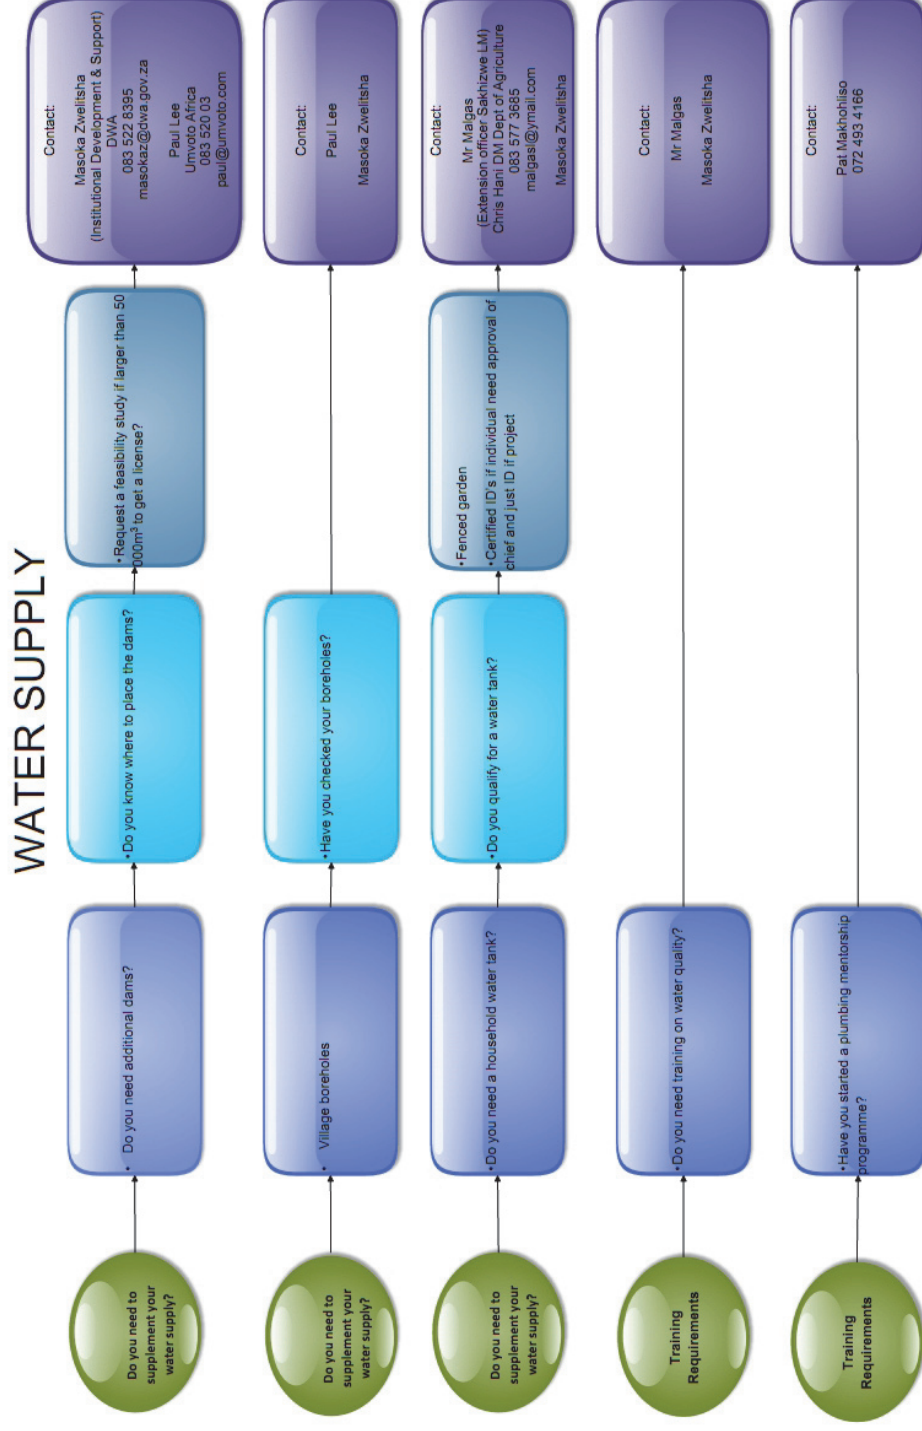 WATER SUPPLY
Do you need to
supplement your
water supply?
• Do you need additional dams?
•Do you know where to place the dams?
•Request a feasibility study if larger than 50
000m³ to get a license?
Contact:
Masoka Zwelitsha
(Institutional Development & Support)
DWA
083 522 8395
masokaz@dwa.gov.za
Paul Lee
Umvoto Africa
083 520 03
paul@umvoto.com
Do you need to
supplement your
water supply?
• Village boreholes
•Have you checked your boreholes?
Contact:
Paul Lee
Masoka Zwelitsha
Do you need to
supplement your
water supply?
•Do you need a household water tank?
•Do you qualify for a water tank?
•Fenced garden
•Certified ID's if individual need approval of
chief and just ID if project
Contact:
Mr Malgas
(Extension officer Sakhizwe LM)
Chris Hani DM Dept of Agriculture
083 577 3685
malgasl@ymail.com
Masoka Zwelitsha
Training
Requirements
•Do you need training on water quality?
Contact:
Mr Malgas
Masoka Zwelitsha
Training
Requirements
•Have you started a plumbing mentorship
programme?
Contact:
Pat Makhohliso
072 493 4166